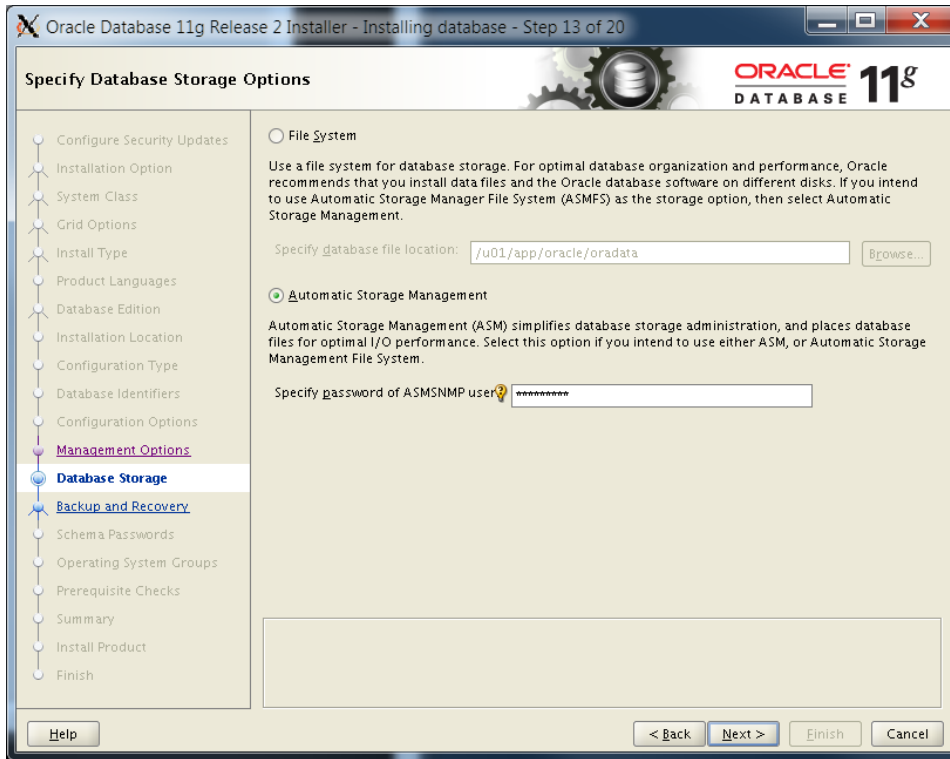 Oracle Database 11g Release 2 Installer - Installing database - Step 13 of 20
Specify Database Storage Options
ORACLE
DATABASE
11g
Configure Security Updates
Installation Option
System Class
Grid Options
Install Type
Product Languages
Database Edition
Installation Location
Configuration Type
Database Identifiers
Configuration Options
Management Options
Database Storage
Backup and Recovery
Schema Passwords
Operating System Groups
Prerequisite Checks
Summary
Install Product
Finish
File System
Use a file system for database storage. For optimal database organization and performance, Oracle
recommends that you install data files and the Oracle database software on different disks. If you intend
to use Automatic Storage Manager File System (ASMFS) as the storage option, then select Automatic
Storage Management.
Specify database file location: /u01/app/oracle/oradata Browse...
Automatic Storage Management
Automatic Storage Management (ASM) simplifies database storage administration, and places database
files for optimal I/O performance. Select this option if you intend to use either ASM, or Automatic Storage
Management File System.
Specify password of ASMSNMP user *********
Help < Back Next > Finish Cancel